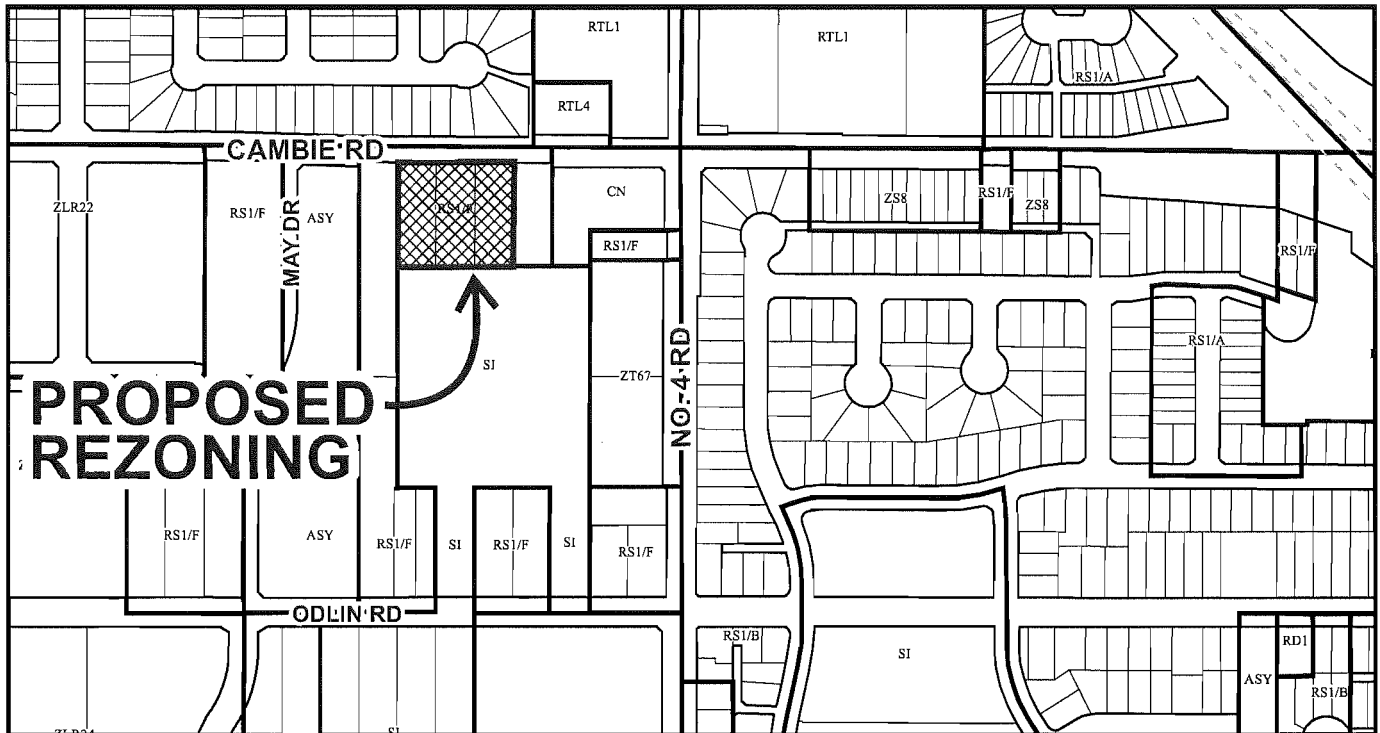 RTL1
RTL1
RS1/A
RTL4
CAMBIE RD
ZLR22
RS1/F
MAY DR
ASY
CN
RS1/F
ZS8
RS1/F
ZS8
RS1/F
PROPOSED
REZONING
SI
ZT67
NO. 4 RD
RS1/A
RS1/F
ASY
RS1/F
SI
RS1/F
SI
RS1/F
ODLIN RD
RS1/B
SI
RD1
ASY
RS1/B
ZLR24
SI